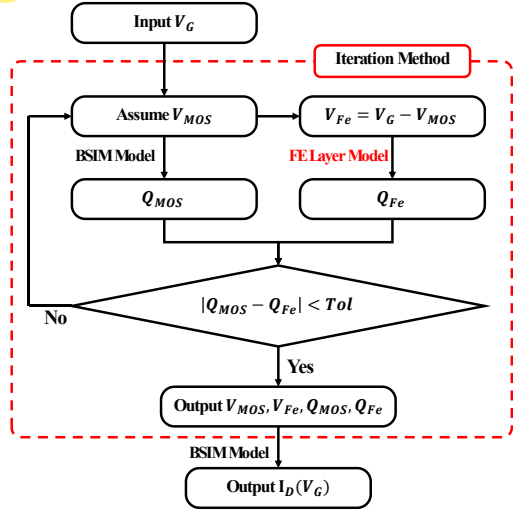 Input V_G
Iteration Method
Assume V_MOS
V_Fe = V_G − V_MOS
BSIM Model
FE Layer Model
Q_MOS
Q_Fe
|Q_MOS − Q_Fe| < Tol
No
Yes
Output V_MOS, V_Fe, Q_MOS, Q_Fe
BSIM Model
Output I_D(V_G)